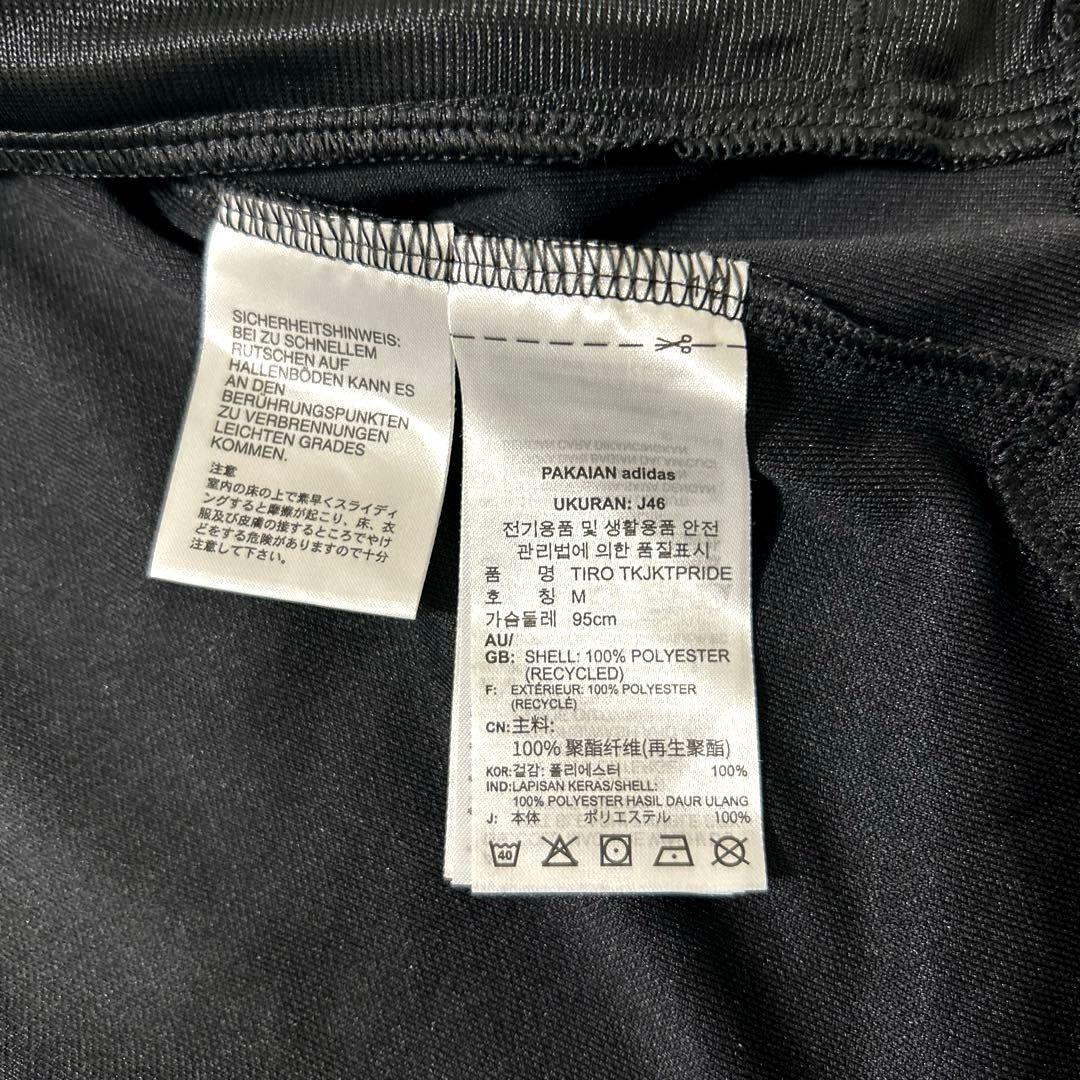 SICHERHEITSHINWEIS:
BEI ZU SCHNELLEM
RUTSCHEN AUF
HALLENBÖDEN KANN ES
AN DEN
BERÜHRUNGSPUNKTEN
ZU VERBRENNUNGEN
LEICHTEN GRADES
KOMMEN.
注意
室内の床の上で素早くスライディ
ングすると摩擦が起こり、床、衣
服及び皮膚の接するところでやけ
どをする危険がありますので十分
注意して下さい。
PAKAIAN adidas
UKURAN: J46
전기용품 및 생활용품 안전
관리법에 의한 품질표시
품 명 TIRO TKJKTPRIDE
호 칭 M
가슴둘레 95cm
AU/
GB: SHELL: 100% POLYESTER
(RECYCLED)
F: EXTÉRIEUR: 100% POLYESTER
(RECYCLÉ)
CN:主料:
100% 聚酯纤维(再生聚酯)
KOR:겉감: 폴리에스터 100%
IND:LAPISAN KERAS/SHELL:
100% POLYESTER HASIL DAUR ULANG
J: 本体 ポリエステル 100%
40